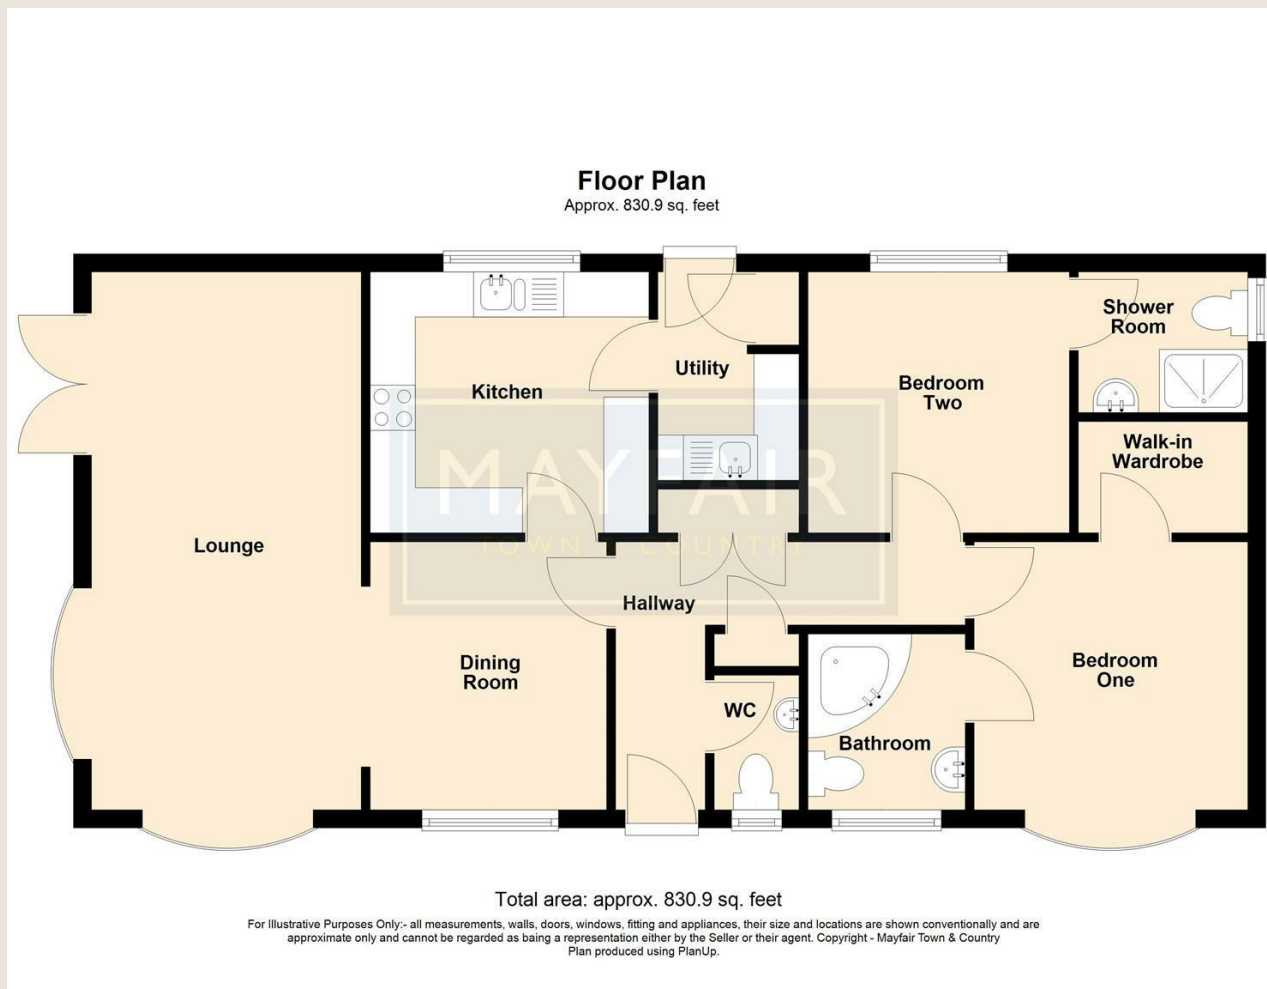 Floor Plan
Approx. 830.9 sq. feet
Shower
Room
Utility
Kitchen
Bedroom
Two
Walk-in
Wardrobe
MAYFAIR
TOWN & COUNTRY
Lounge
Hallway
Dining
Room
Bedroom
One
WC
Bathroom
Total area: approx. 830.9 sq. feet
For Illustrative Purposes Only:- all measurements, walls, doors, windows, fitting and appliances, their size and locations are shown conventionally and are
approximate only and cannot be regarded as being a representation either by the Seller or their agent. Copyright - Mayfair Town & Country
Plan produced using PlanUp.